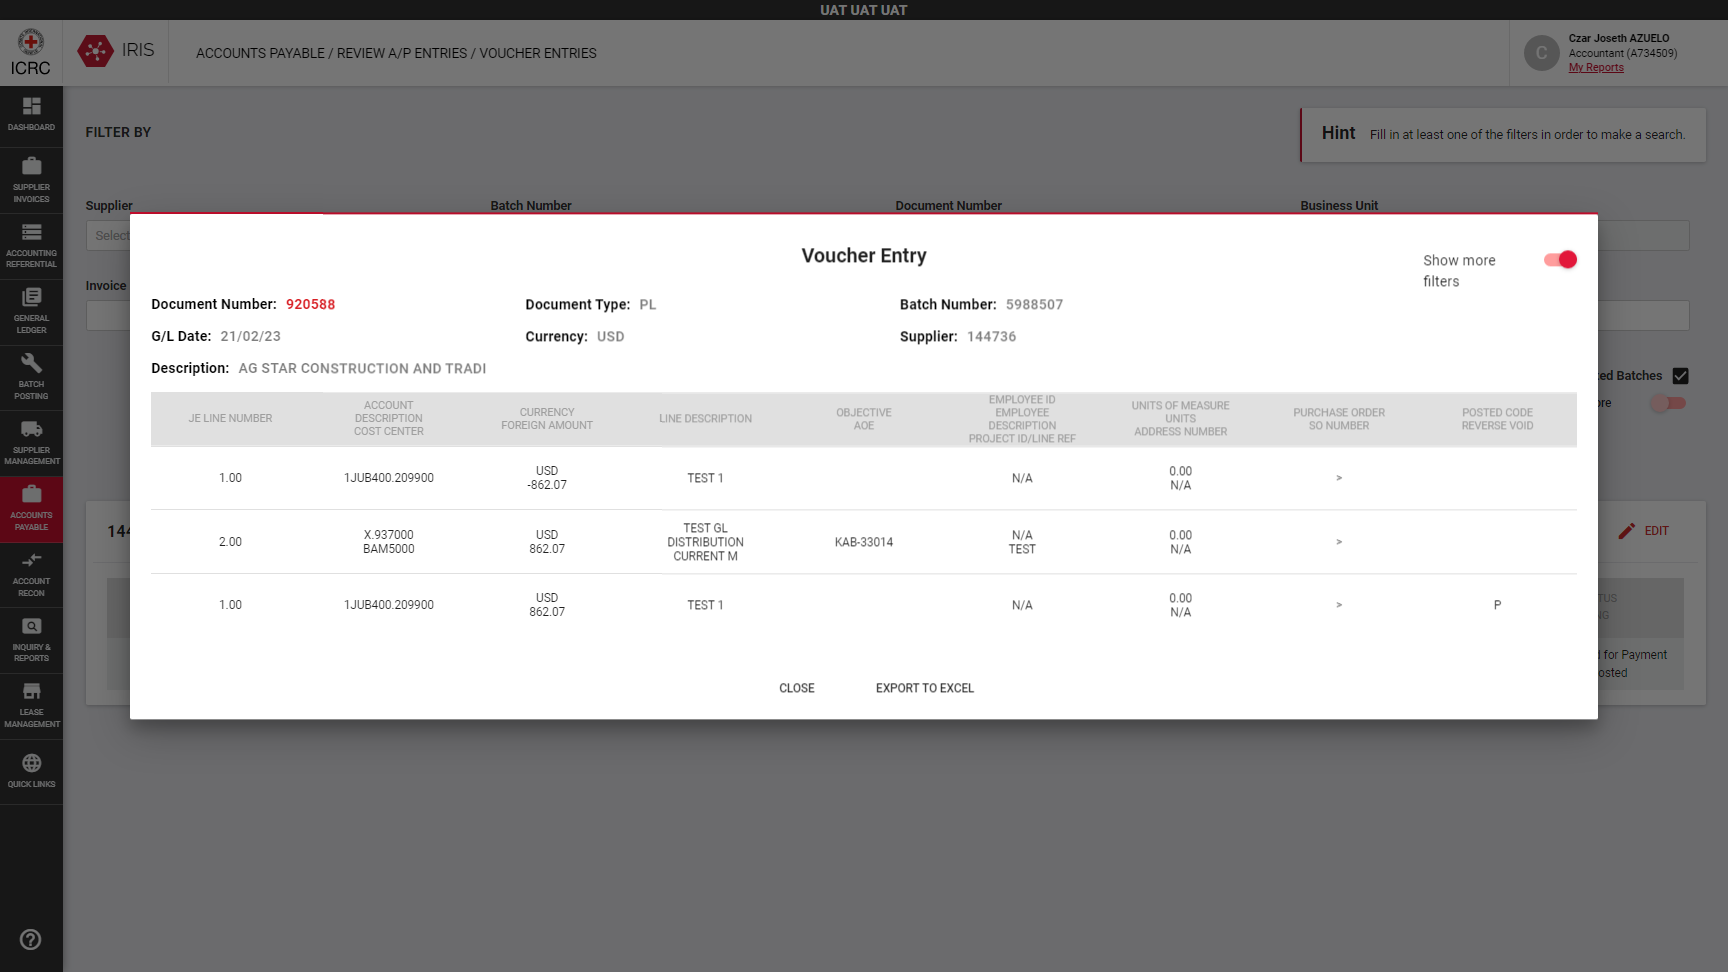 UAT UAT UAT
ICRC
IRIS
ACCOUNTS PAYABLE / REVIEW A/P ENTRIES / VOUCHER ENTRIES
C
Czar Joseth AZUELO
Accountant (A734509)
My Reports
DASHBOARD
SUPPLIER
INVOICES
ACCOUNTING
REFERENTIAL
GENERAL
LEDGER
BATCH
POSTING
SUPPLIER
MANAGEMENT
ACCOUNTS
PAYABLE
ACCOUNT
RECON
INQUIRY &
REPORTS
LEASE
MANAGEMENT
QUICK LINKS
FILTER BY
Hint Fill in at least one of the filters in order to make a search.
Supplier Batch Number Document Number Business Unit
Select
Invoice
Batches
144
EDIT
for Payment
Voucher Entry
Show more
filters
Document Number: 920588 Document Type: PL Batch Number: 5988507
G/L Date: 21/02/23 Currency: USD Supplier: 144736
Description: AG STAR CONSTRUCTION AND TRADI
JE LINE NUMBER
ACCOUNT
DESCRIPTION
COST CENTER
CURRENCY
FOREIGN AMOUNT
LINE DESCRIPTION
OBJECTIVE
AOE
EMPLOYEE ID
EMPLOYEE
DESCRIPTION
PROJECT ID/LINE REF
UNITS OF MEASURE
UNITS
ADDRESS NUMBER
PURCHASE ORDER
SO NUMBER
POSTED CODE
REVERSE VOID
1.00
1JUB400.209900
USD
-862.07
TEST 1
N/A
0.00
N/A
>
2.00
X.937000
BAM5000
USD
862.07
TEST GL
DISTRIBUTION
CURRENT M
KAB-33014
N/A
TEST
0.00
N/A
>
1.00
1JUB400.209900
USD
862.07
TEST 1
N/A
0.00
N/A
>
P
CLOSE EXPORT TO EXCEL